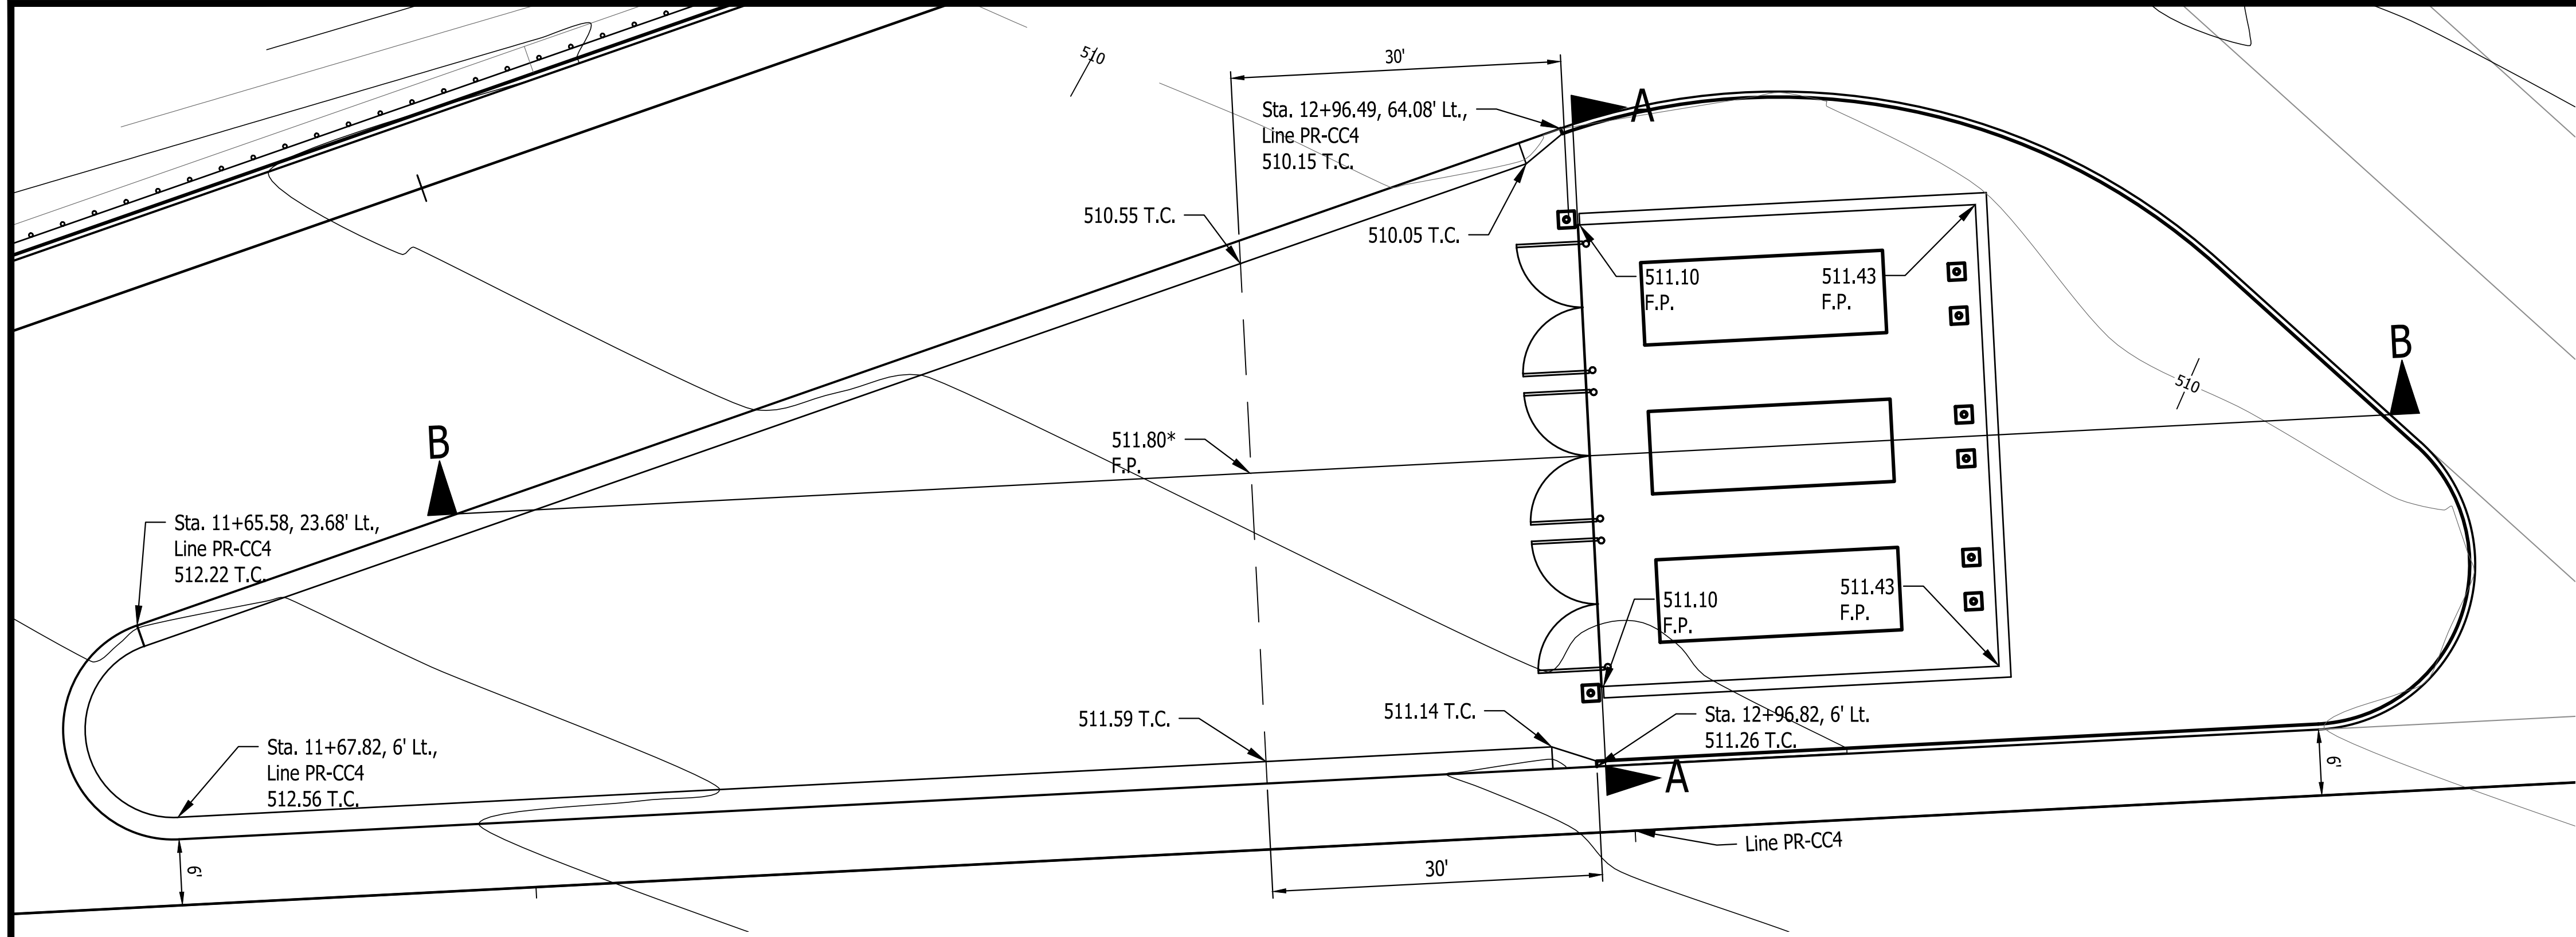 510
30'
Sta. 12+96.49, 64.08' Lt.,
Line PR-CC4
510.15 T.C.
A
510.55 T.C.
510.05 T.C.
511.10
F.P.
511.43
F.P.
B
510
511.80*
F.P.
B
Sta. 11+65.58, 23.68' Lt.,
Line PR-CC4
512.22 T.C.
511.10
F.P.
511.43
F.P.
511.59 T.C.
511.14 T.C.
Sta. 12+96.82, 6' Lt.
511.26 T.C.
A
Sta. 11+67.82, 6' Lt.,
Line PR-CC4
512.56 T.C.
6'
6'
Line PR-CC4
30'